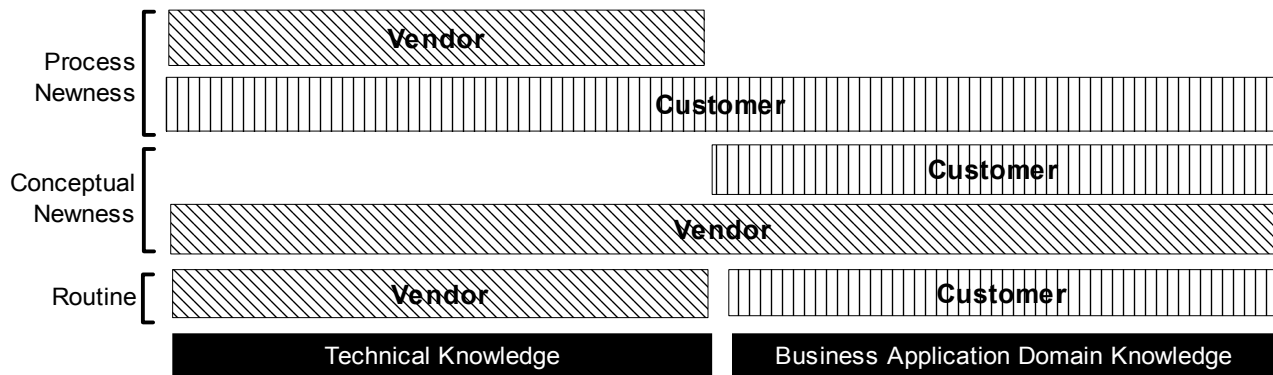 Vendor
Process
Newness
Customer
Customer
Conceptual
Newness
Vendor
Routine
Vendor
Customer
Technical Knowledge
Business Application Domain Knowledge